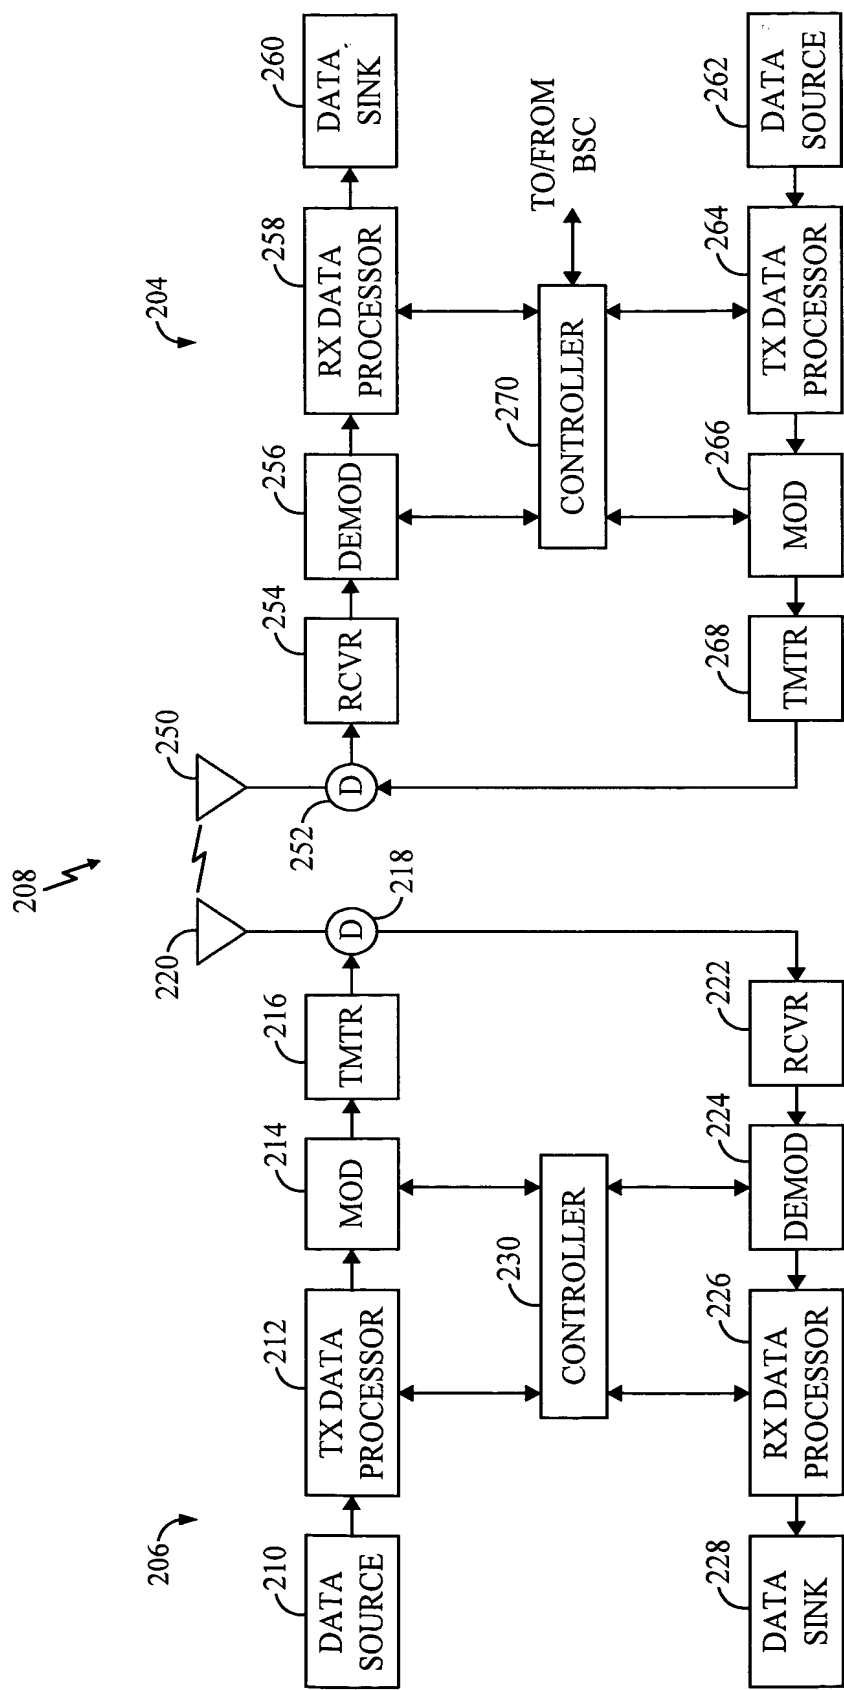 208
206
204
220
250
210
DATA
SOURCE
212
TX DATA
PROCESSOR
214
MOD
216
TMTR
D
218
D
252
254
RCVR
256
DEMOD
258
RX DATA
PROCESSOR
260
DATA
SINK
230
CONTROLLER
270
CONTROLLER
TO/FROM
BSC
228
DATA
SINK
226
RX DATA
PROCESSOR
224
DEMOD
222
RCVR
268
TMTR
266
MOD
264
TX DATA
PROCESSOR
262
DATA
SOURCE